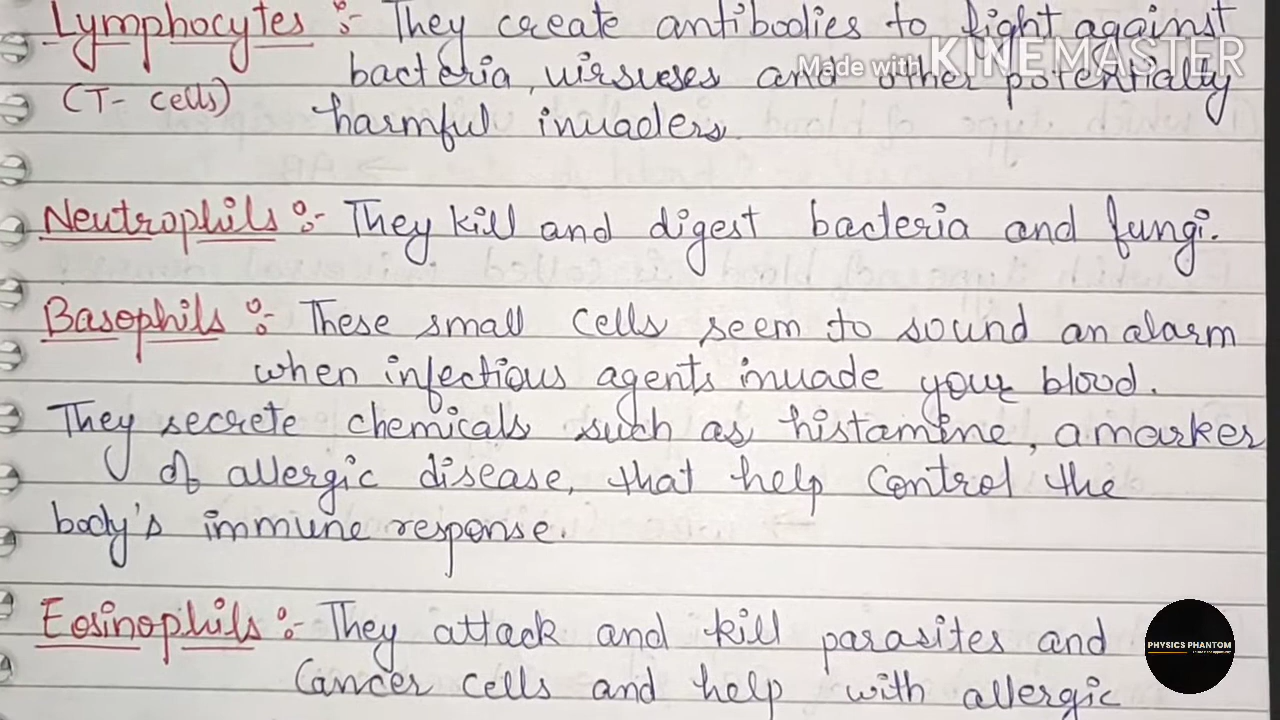 Lymphocytes :- They create antibodies to fight against
Made with KINEMASTER
bacteria, virsuses and other potentially
(T- cells)
harmful invaders.
Neutrophils :- They kill and digest bacteria and fungi.
Basophils :- These small cells seem to sound an alarm
when infectious agents invade your blood.
They secrete chemicals such as histamine, a marker
of allergic disease, that help control the
body's immune response.
Eosinophils :- They attack and kill parasites and
Cancer cells and help with allergic
PHYSICS PHANTOM